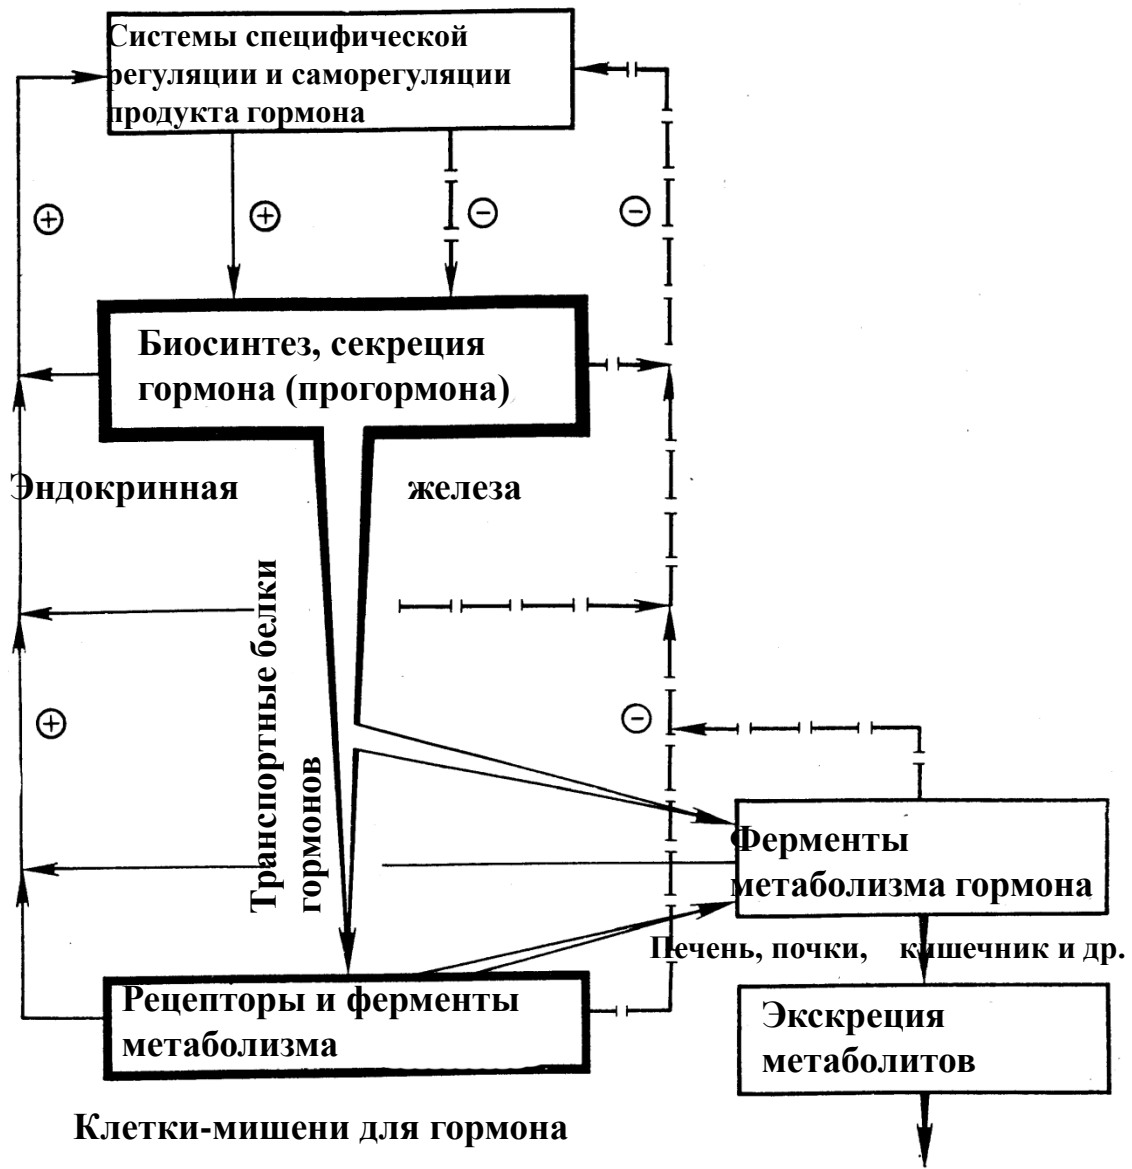 Системы специфической
регуляции и саморегуляции
продукта гормона
+
+
−
−
Биосинтез, секреция
гормона (прогормона)
Эндокринная железа
Транспортные белки
гормонов
+
−
Ферменты
метаболизма гормона
Печень, почки, кишечник и др.
Рецепторы и ферменты
метаболизма
Экскреция
метаболитов
Клетки-мишени для гормона